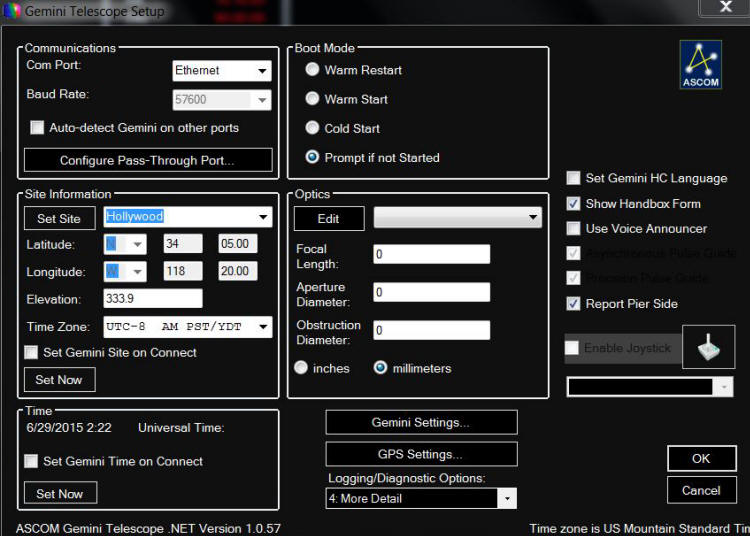 Gemini Telescope Setup
X
Communications
Com Port: Ethernet
Baud Rate: 57600
Auto-detect Gemini on other ports
Configure Pass-Through Port...
Boot Mode
Warm Restart
Warm Start
Cold Start
Prompt if not Started
ASCOM
Set Gemini HC Language
Show Handbox Form
Use Voice Announcer
Asynchronous Pulse Guide
Precision Pulse Guide
Report Pier Side
Enable Joystick
Site Information
Set Site Hollywood
Latitude: N 34 05.00
Longitude: W 118 20.00
Elevation: 333.9
Time Zone: UTC-8 AM PST/YDT
Set Gemini Site on Connect
Set Now
Optics
Edit
Focal
Length: 0
Aperture
Diameter: 0
Obstruction
Diameter: 0
inches millimeters
Time
6/29/2015 2:22 Universal Time:
Set Gemini Time on Connect
Set Now
Gemini Settings...
GPS Settings...
Logging/Diagnostic Options:
4: More Detail
OK
Cancel
ASCOM Gemini Telescope .NET Version 1.0.57
Time zone is US Mountain Standard Tim